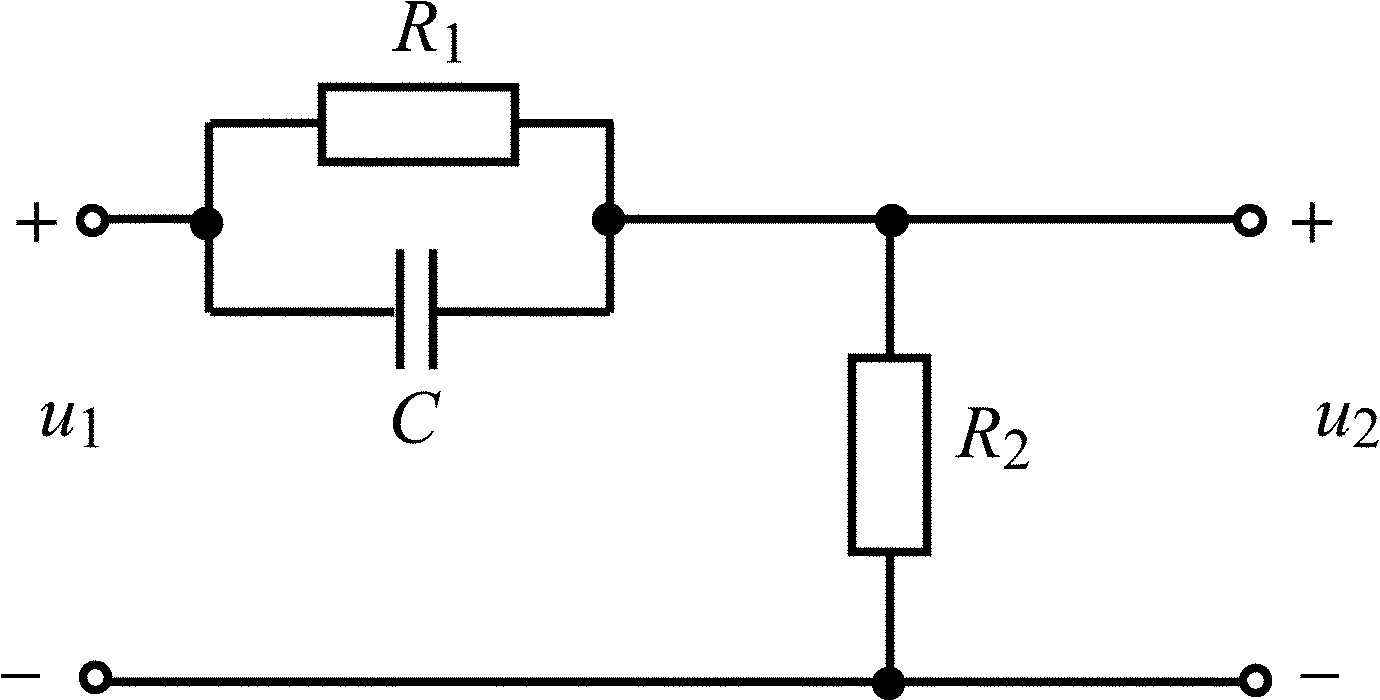 R1
+ +
C
u1 R2 u2
− −